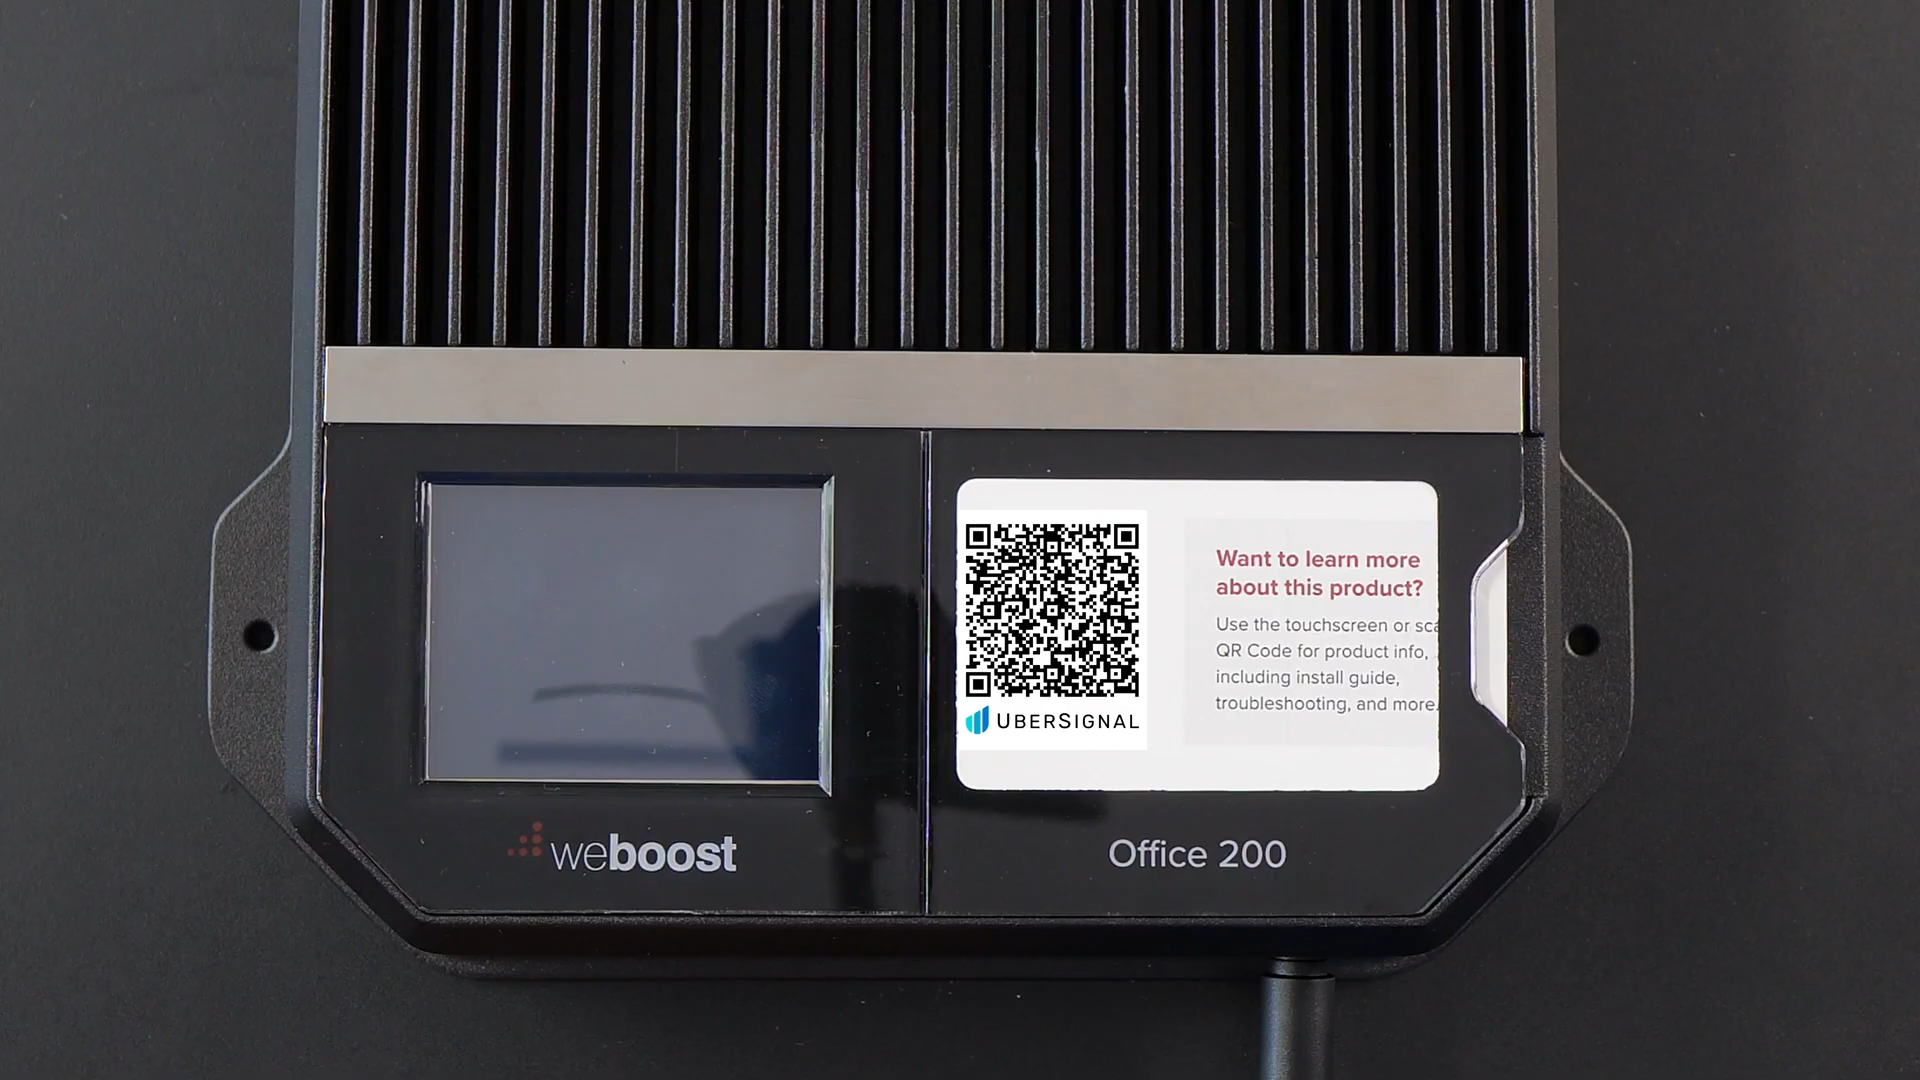 Want to learn more
about this product?
Use the touchscreen or sca
QR Code for product info,
including install guide,
troubleshooting, and more.
UBERSIGNAL
weboost
Office 200